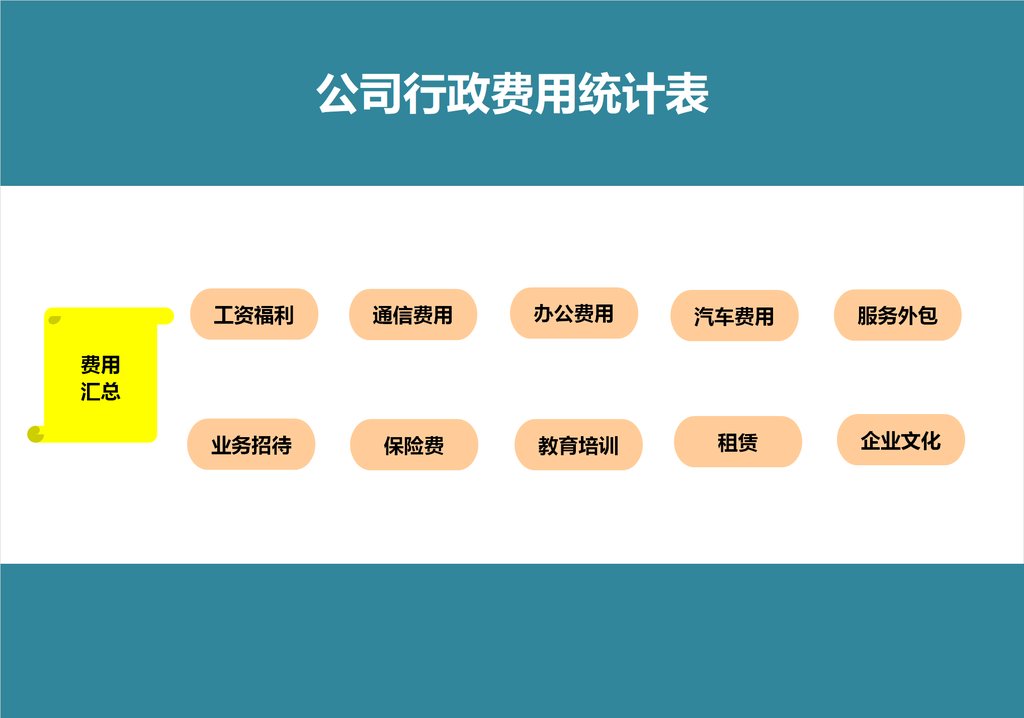 公司行政费用统计表
费用
汇总
工资福利
通信费用
办公费用
汽车费用
服务外包
业务招待
保险费
教育培训
租赁
企业文化